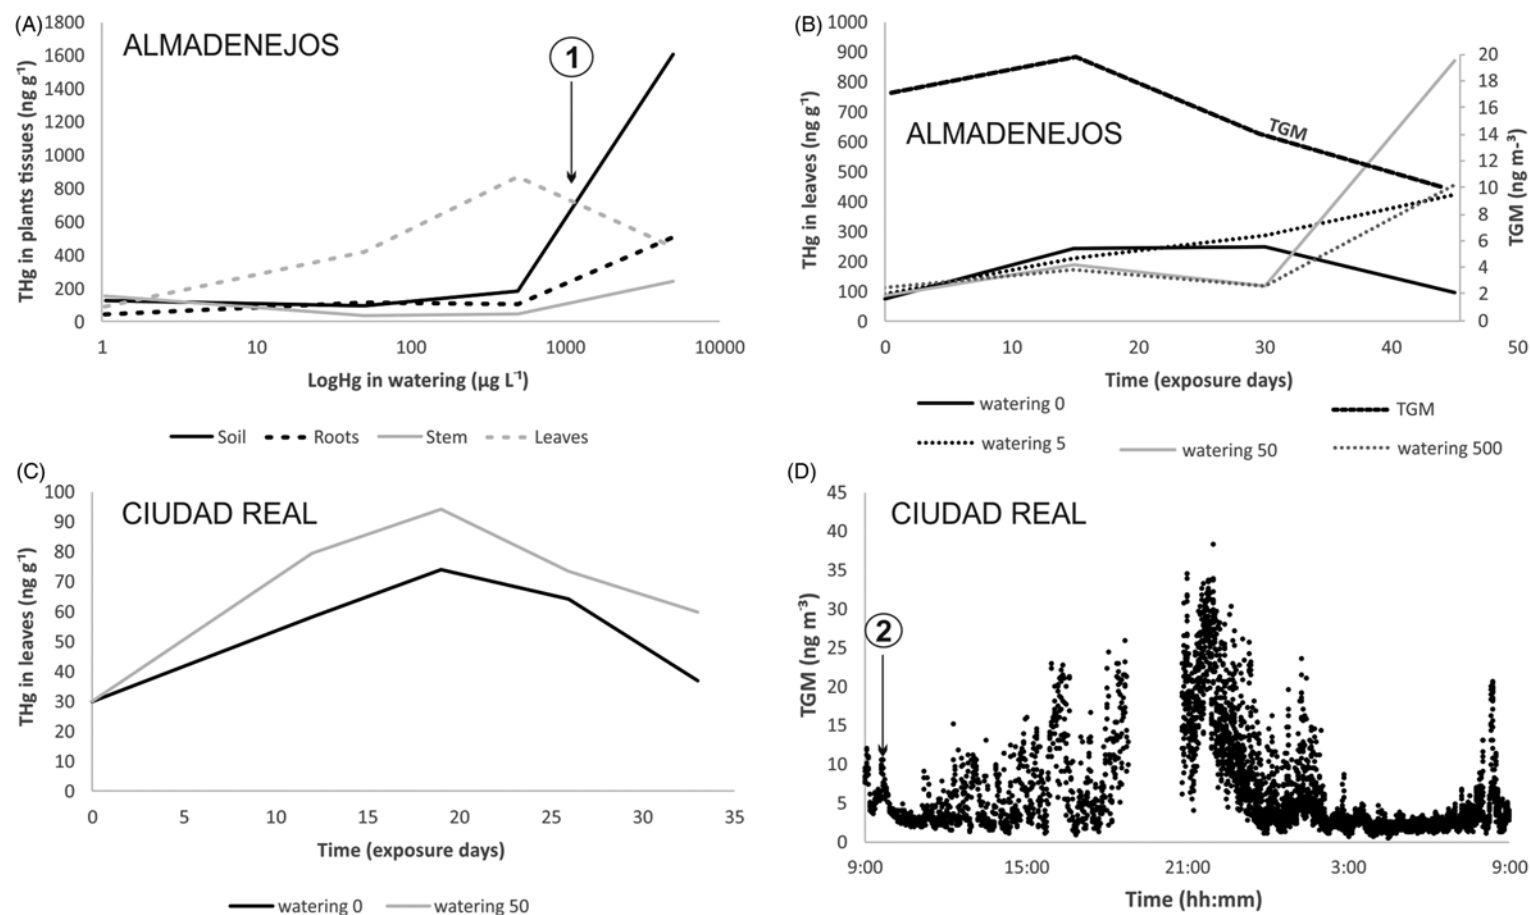 (A)
ALMADENEJOS
1
THg in plants tissues (ng g⁻¹)
1800
1600
1400
1200
1000
800
600
400
200
0
1 10 100 1000 10000
LogHg in watering (µg L⁻¹)
Soil Roots Stem Leaves
(B)
ALMADENEJOS
TGM
THg in leaves (ng g⁻¹)
1000
900
800
700
600
500
400
300
200
100
0
20
18
16
14
12
10
8
6
4
2
0
TGM (ng m-³)
0 10 20 30 40 50
Time (exposure days)
watering 0 TGM
watering 5 watering 50 watering 500
(C)
CIUDAD REAL
THg in leaves (ng g⁻¹)
100
90
80
70
60
50
40
30
20
10
0
0 5 10 15 20 25 30 35
Time (exposure days)
watering 0 watering 50
(D)
CIUDAD REAL
2
TGM (ng m⁻³)
45
40
35
30
25
20
15
10
5
0
9:00 15:00 21:00 3:00 9:00
Time (hh:mm)